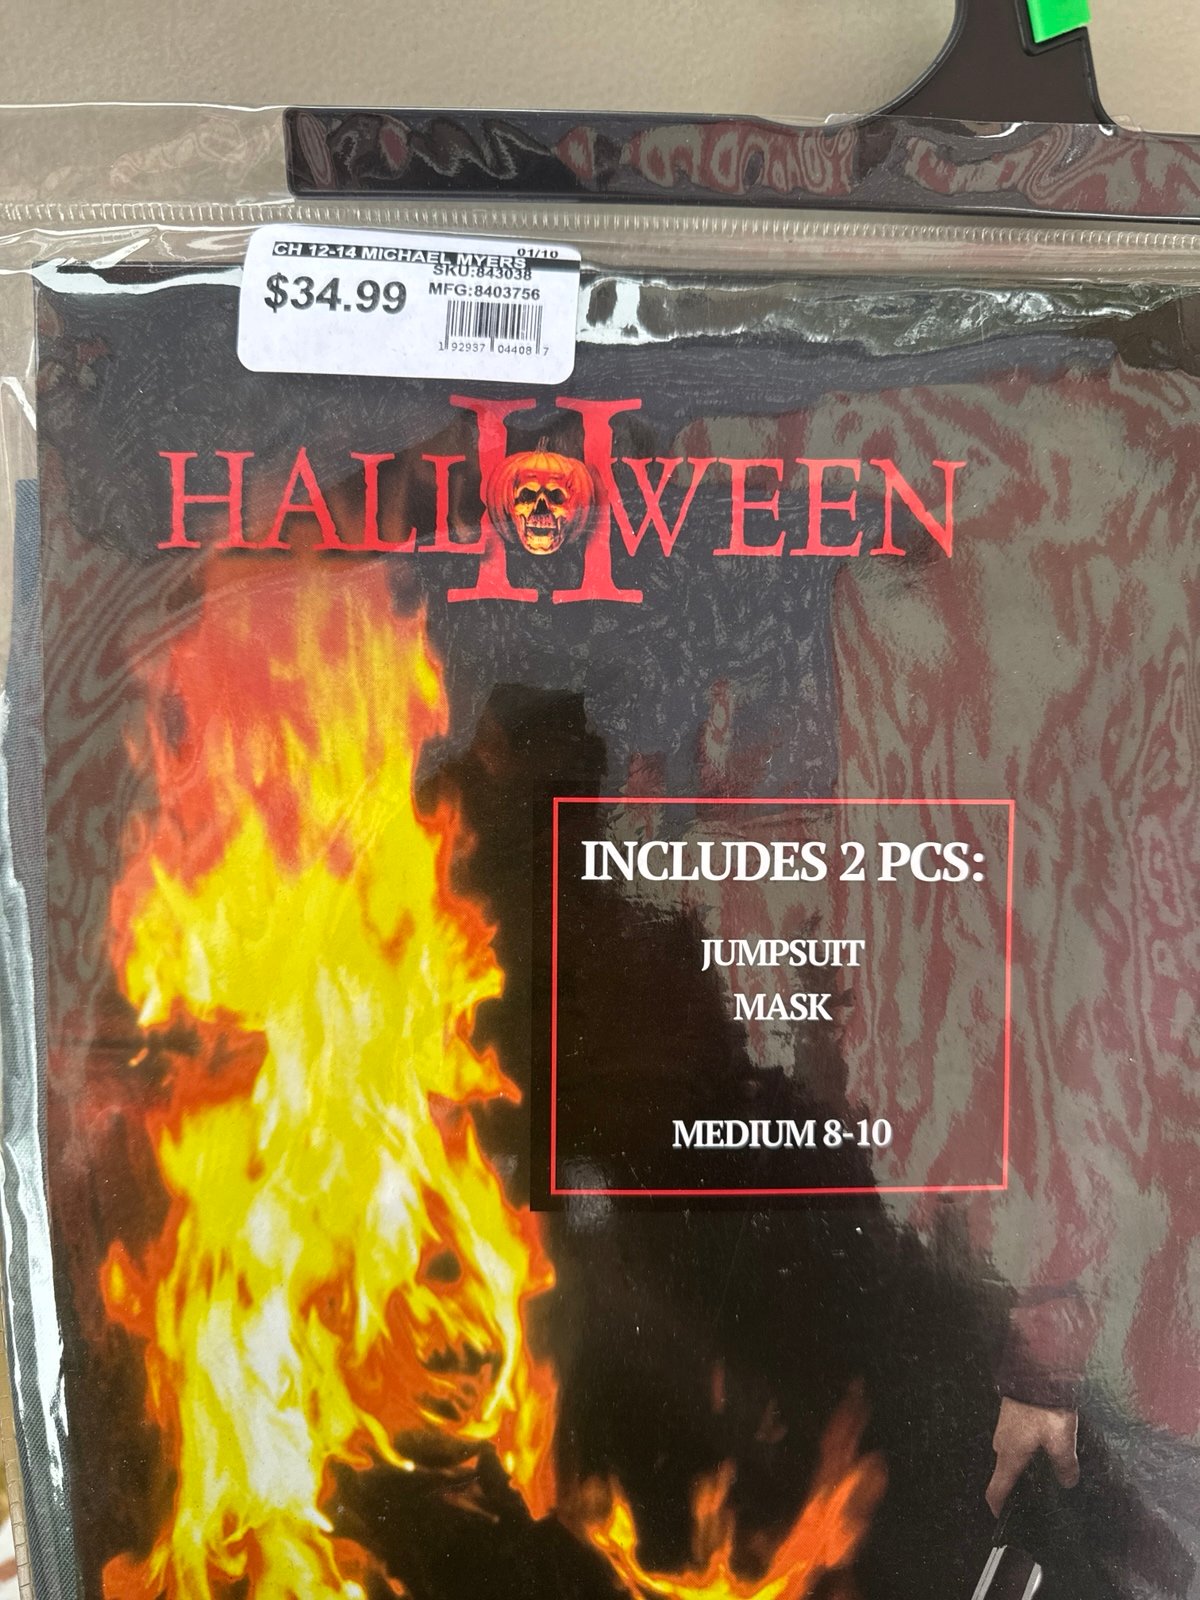 CH 12-14 MICHAEL MYERS 01/10
SKU:843038
$34.99 MFG:8403756
1 92937 04408 7
II
HALLOWEEN
INCLUDES 2 PCS:
JUMPSUIT
MASK
MEDIUM 8-10